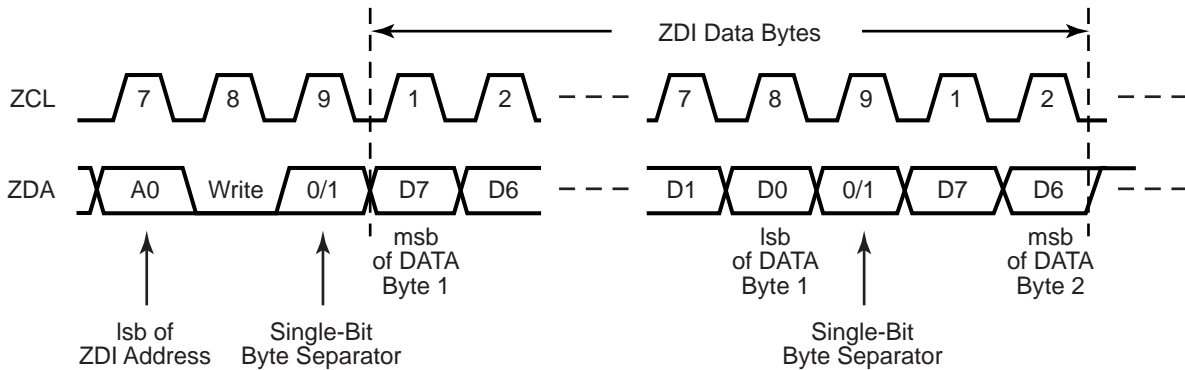 ZDI Data Bytes
ZCL 7 8 9 1 2 7 8 9 1 2
ZDA A0 Write 0/1 D7 D6 D1 D0 0/1 D7 D6
msb
of DATA
Byte 1
lsb
of DATA
Byte 1
msb
of DATA
Byte 2
lsb of
ZDI Address
Single-Bit
Byte Separator
Single-Bit
Byte Separator